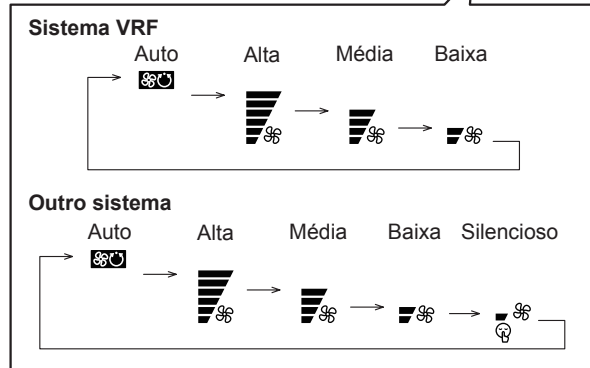 Sistema VRF
Auto Alta Média Baixa
Outro sistema
Auto Alta Média Baixa Silencioso